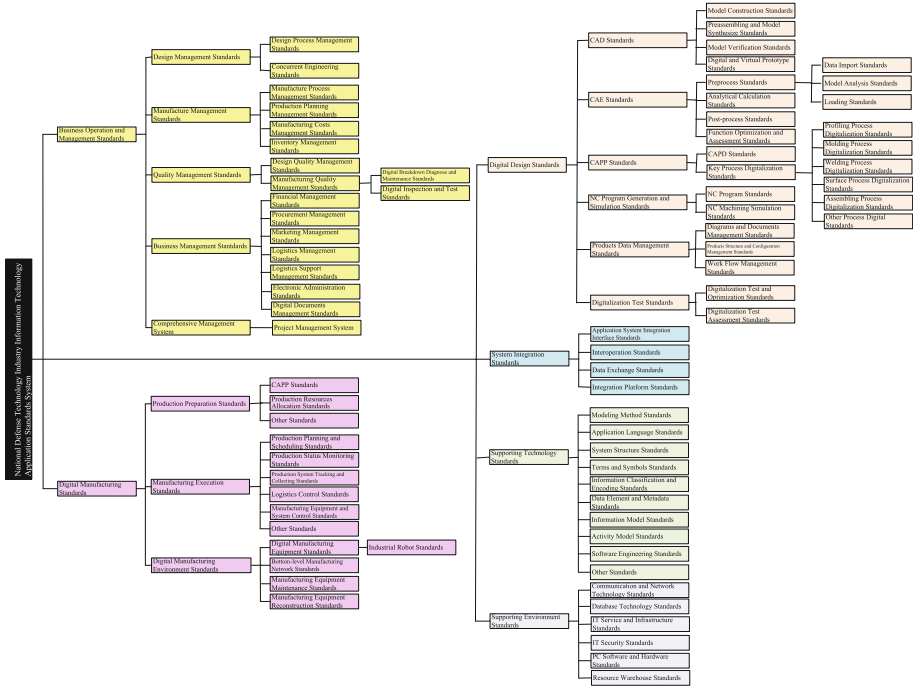 National Defense Technology Industry Information Technology
Application Standards System
Business Operation and
Management Standards
Design Management Standards
Design Process Management
Standards
Concurrent Engineering
Standards
Manufacture Management
Standards
Manufacture Process
Management Standards
Production Planning
Management Standards
Manufacturing Costs
Management Standards
Inventory Management
Standards
Quality Management Standards
Design Quality Management
Standards
Manufacturing Quality
Management Standards
Digital Breakdown Diagnose and
Maintenance Standards
Digital Inspection and Test
Standards
Business Management Stantdards
Financial Management
Standards
Procurement Management
Standards
Marketing Management
Standards
Logistics Management
Standards
Logistics Support
Management Standards
Electronic Administration
Standards
Digital Documents
Management Standards
Comprehensive Management
System
Project Management System
Digital Manufacturing
Standards
Production Preparation Standards
CAPP Standards
Production Resources
Allocation Standards
Other Standards
Manufacturing Execution
Standards
Production Planning and
Scheduling Standards
Production Status Monitoring
Standards
Production System Tracking and
Collecting Standards
Logistics Control Standards
Manufacturing Equipment and
System Control Standards
Other Standards
Digital Manufacturing
Environment Standards
Digital Manufacturing
Equipment Standards
Industrial Robot Standards
Bottom-level Manufacturing
Network Standards
Manufacturing Equipment
Maintenance Standards
Manufacturing Equipment
Reconstruction Standards
Digital Design Standards
CAD Standards
Model Construction Standards
Preassembling and Model
Synthesize Standards
Model Verification Standards
Digital and Virtual Prototype
Standards
CAE Standards
Preprocess Standards
Data Import Standards
Model Analysis Standards
Loading Standards
Analytical Calculation
Standards
Post-process Standards
Function Optimization and
Assessment Standards
CAPP Standards
CAPD Standards
Key Process Digitalization
Standards
Profiling Process
Digitalization Standards
Molding Process
Digitalization Standards
Welding Process
Digitalization Standards
Surface Process Digitalization
Standards
Assembling Process
Digitalization Standards
Other Process Digital
Standards
NC Program Generation and
Simulation Standards
NC Program Standards
NC Machining Simulation
Standards
Products Data Management
Standards
Diagrams and Documents
Management Standards
Products Structure and Configuration
Management Standards
Work Flow Management
Standards
Digitalization Test Standards
Digitalization Test and
Optimization Standards
Digitalization Test
Assessment Standards
System Integration
Standards
Application System Integration
Interface Standards
Interoperation Standards
Data Exchange Standards
Integration Platform Standards
Supporting Technology
Standards
Modeling Method Standards
Application Language Standards
System Structure Standards
Terms and Symbols Standards
Information Classification and
Encoding Standards
Data Element and Metadata
Standards
Information Model Standards
Activity Model Standards
Software Engineering Standards
Other Standards
Supporting Environment
Standards
Communication and Network
Technology Standards
Database Technology Standards
IT Service and Infrastructure
Standards
IT Security Standards
PC Software and Hardware
Standards
Resource Warehouse Standards